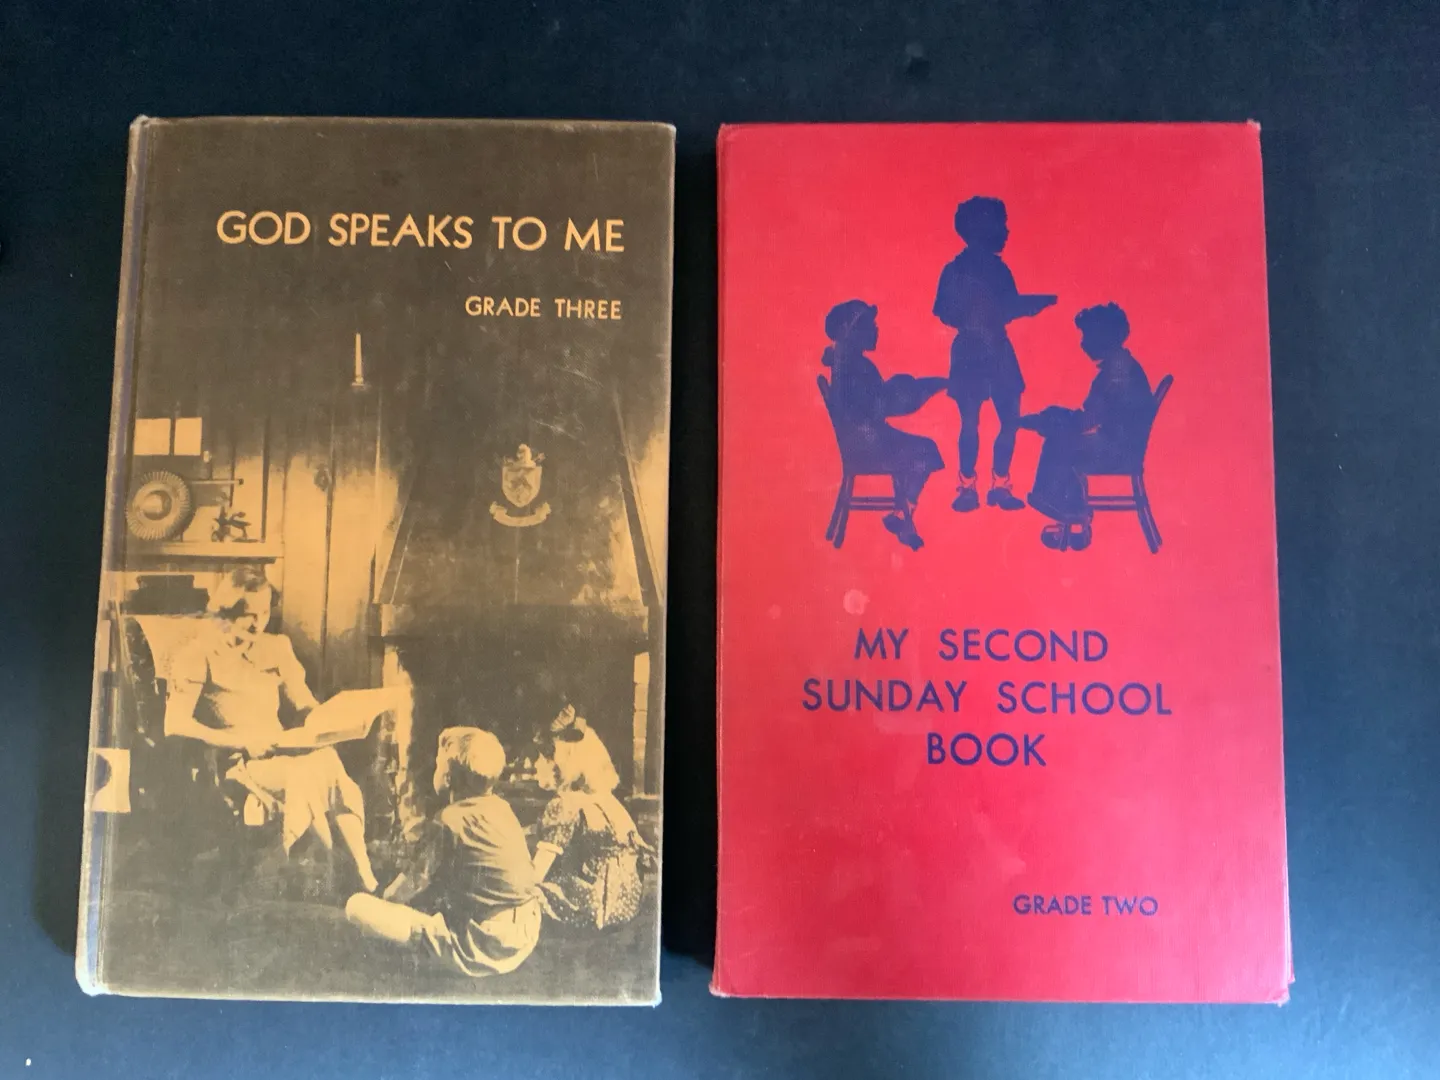 GOD SPEAKS TO ME
GRADE THREE
MY SECOND
SUNDAY SCHOOL
BOOK
GRADE TWO